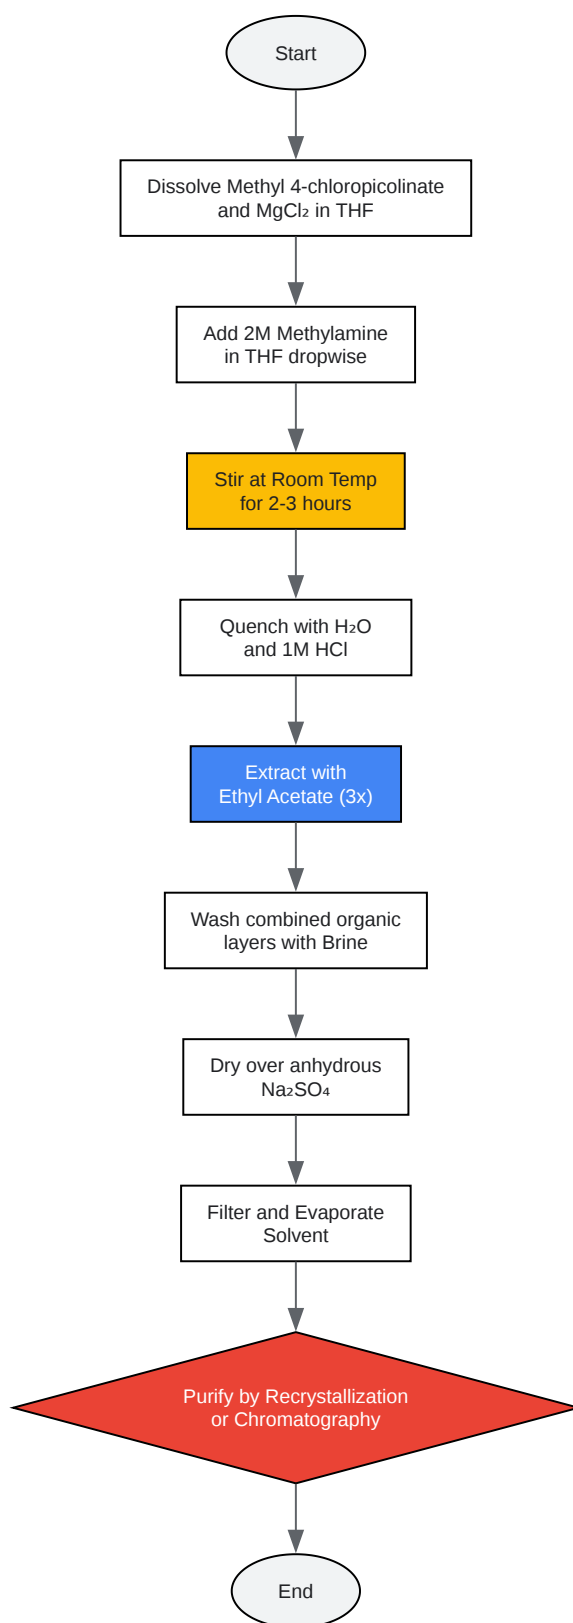 Start
Dissolve Methyl 4-chloropicolinate
and MgCl₂ in THF
Add 2M Methylamine
in THF dropwise
Stir at Room Temp
for 2-3 hours
Quench with H₂O
and 1M HCl
Extract with
Ethyl Acetate (3x)
Wash combined organic
layers with Brine
Dry over anhydrous
Na₂SO₄
Filter and Evaporate
Solvent
Purify by Recrystallization
or Chromatography
End